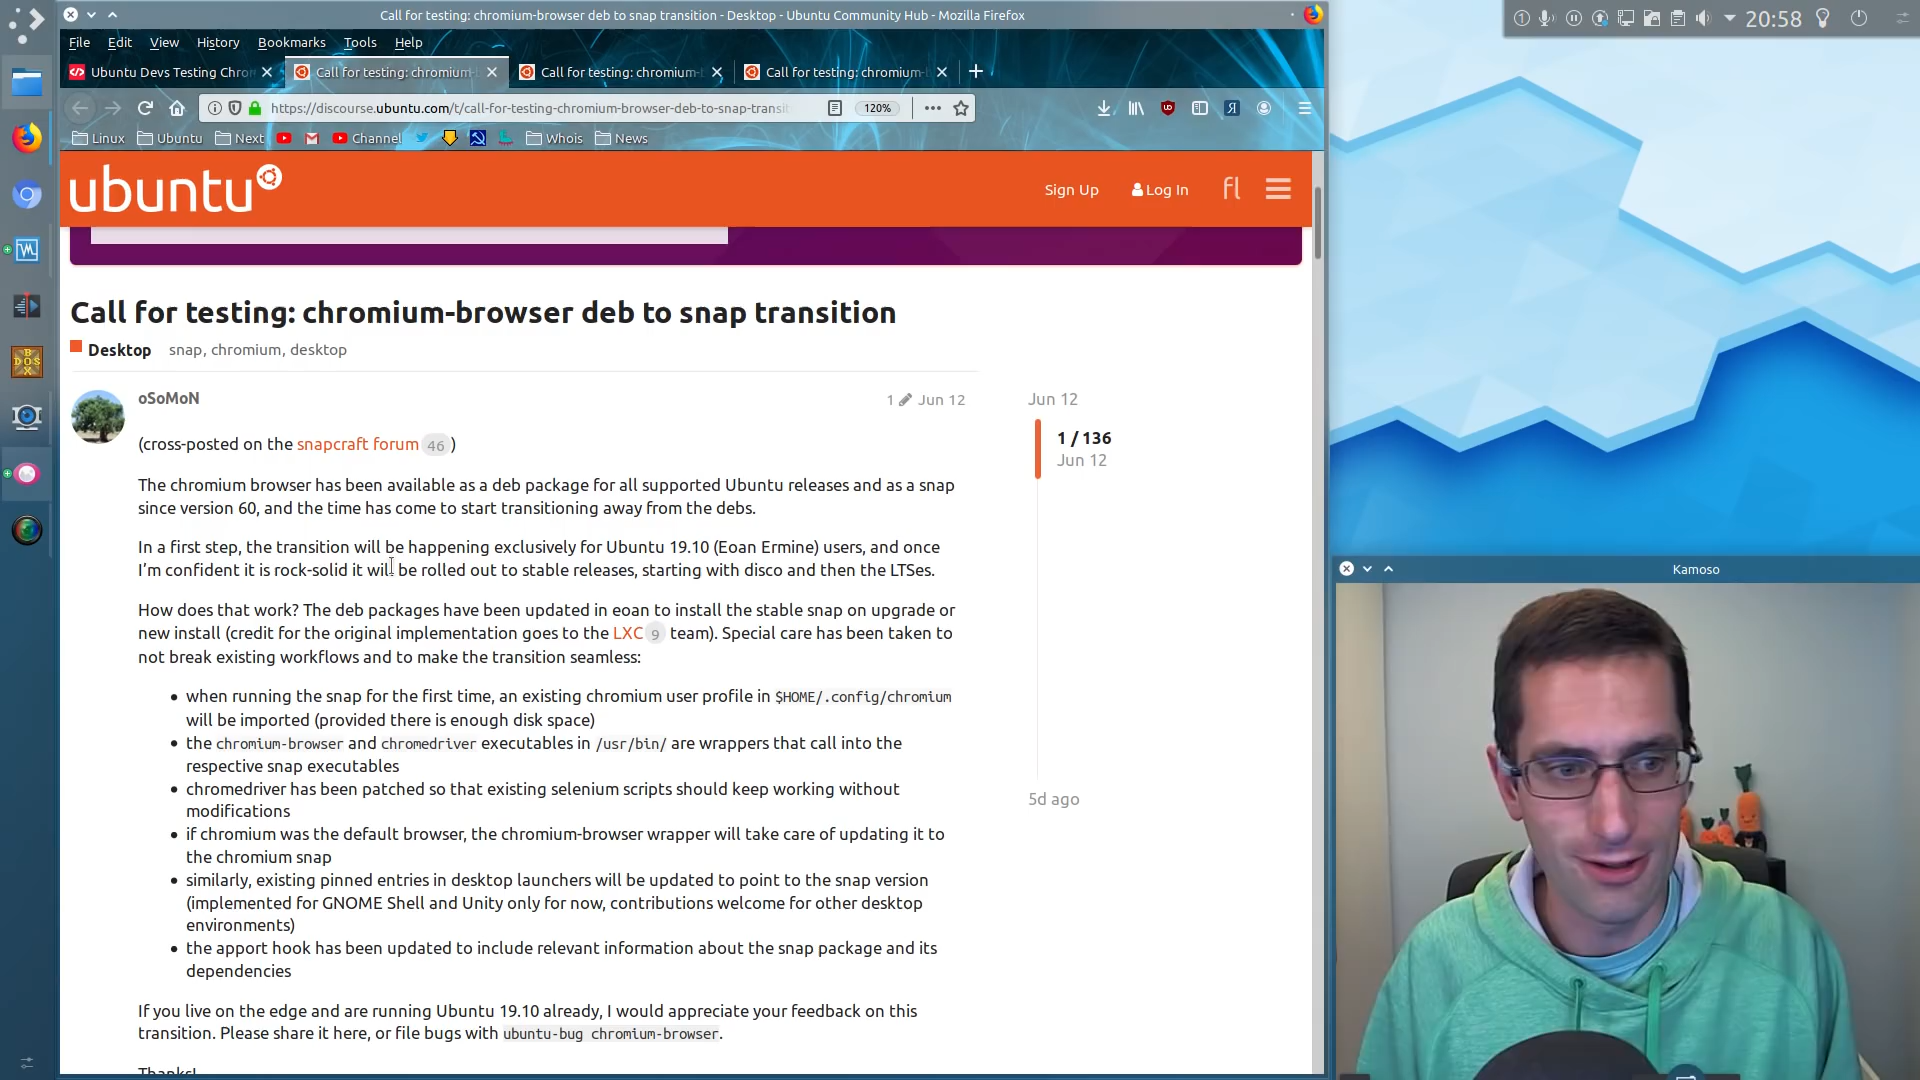 Call for testing: chromium-browser deb to snap transition - Desktop - Ubuntu Community Hub - Mozilla Firefox
20:58
File Edit View History Bookmarks Tools Help
Ubuntu Devs Testing Chro
Call for testing: chromium-
Call for testing: chromium-
Call for testing: chromium-b
https://discourse.ubuntu.com/t/call-for-testing-chromium-browser-deb-to-snap-transit
120%
Linux Ubuntu Next Channel Whois News
ubuntu
Sign Up Log In
Call for testing: chromium-browser deb to snap transition
Desktop snap, chromium, desktop
oSoMoN
1 Jun 12
Jun 12
1 / 136
Jun 12
5d ago
(cross-posted on the snapcraft forum 46 )
The chromium browser has been available as a deb package for all supported Ubuntu releases and as a snap
since version 60, and the time has come to start transitioning away from the debs.
In a first step, the transition will be happening exclusively for Ubuntu 19.10 (Eoan Ermine) users, and once
I'm confident it is rock-solid it will be rolled out to stable releases, starting with disco and then the LTSes.
How does that work? The deb packages have been updated in eoan to install the stable snap on upgrade or
new install (credit for the original implementation goes to the LXC 9 team). Special care has been taken to
not break existing workflows and to make the transition seamless:
• when running the snap for the first time, an existing chromium user profile in $HOME/.config/chromium
will be imported (provided there is enough disk space)
• the chromium-browser and chromedriver executables in /usr/bin/ are wrappers that call into the
respective snap executables
• chromedriver has been patched so that existing selenium scripts should keep working without
modifications
• if chromium was the default browser, the chromium-browser wrapper will take care of updating it to
the chromium snap
• similarly, existing pinned entries in desktop launchers will be updated to point to the snap version
(implemented for GNOME Shell and Unity only for now, contributions welcome for other desktop
environments)
• the apport hook has been updated to include relevant information about the snap package and its
dependencies
If you live on the edge and are running Ubuntu 19.10 already, I would appreciate your feedback on this
transition. Please share it here, or file bugs with ubuntu-bug chromium-browser.
Thanks!
Kamoso